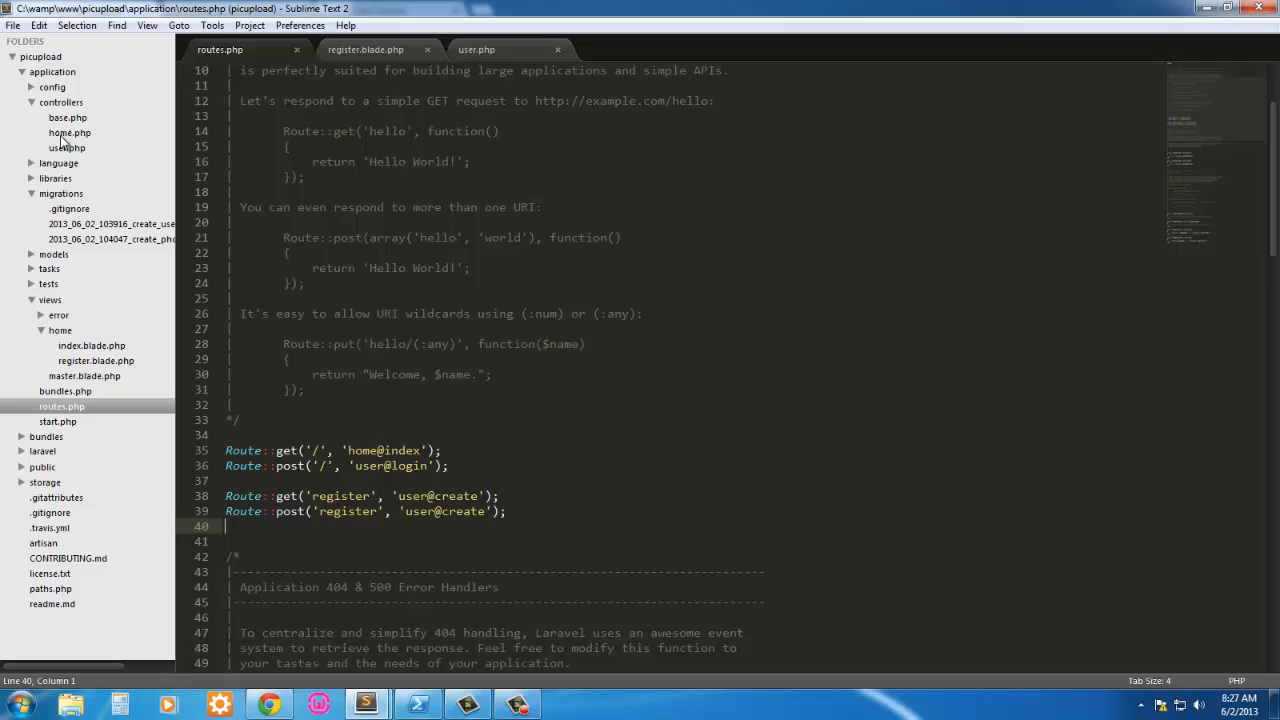 C:\wamp\www\picupload\application\routes.php (picupload) - Sublime Text 2
File Edit Selection Find View Goto Tools Project Preferences Help
FOLDERS
picupload
application
config
controllers
base.php
home.php
user.php
language
libraries
migrations
.gitignore
2013_06_02_103916_create_use
2013_06_02_104047_create_pho
models
tasks
tests
views
error
home
index.blade.php
register.blade.php
master.blade.php
bundles.php
routes.php
start.php
bundles
laravel
public
storage
.gitattributes
.gitignore
.travis.yml
artisan
CONTRIBUTING.md
license.txt
paths.php
readme.md
routes.php × register.blade.php × user.php ×
10 | is perfectly suited for building large applications and simple APIs.
11 |
12 | Let's respond to a simple GET request to http://example.com/hello:
13 |
14 | Route::get('hello', function()
15 | {
16 | return 'Hello World!';
17 | });
18 |
19 | You can even respond to more than one URI:
20 |
21 | Route::post(array('hello', 'world'), function()
22 | {
23 | return 'Hello World!';
24 | });
25 |
26 | It's easy to allow URI wildcards using (:num) or (:any):
27 |
28 | Route::put('hello/(:any)', function($name)
29 | {
30 | return "Welcome, $name.";
31 | });
32 |
33 */
34
35 Route::get('/', 'home@index');
36 Route::post('/', 'user@login');
37
38 Route::get('register', 'user@create');
39 Route::post('register', 'user@create');
40
41
42 /*
43 |--------------------------------------------------------------------------
44 | Application 404 & 500 Error Handlers
45 |--------------------------------------------------------------------------
46 |
47 | To centralize and simplify 404 handling, Laravel uses an awesome event
48 | system to retrieve the response. Feel free to modify this function to
49 | your tastes and the needs of your application.
Line 40, Column 1 Tab Size: 4 PHP
8:27 AM
6/2/2013